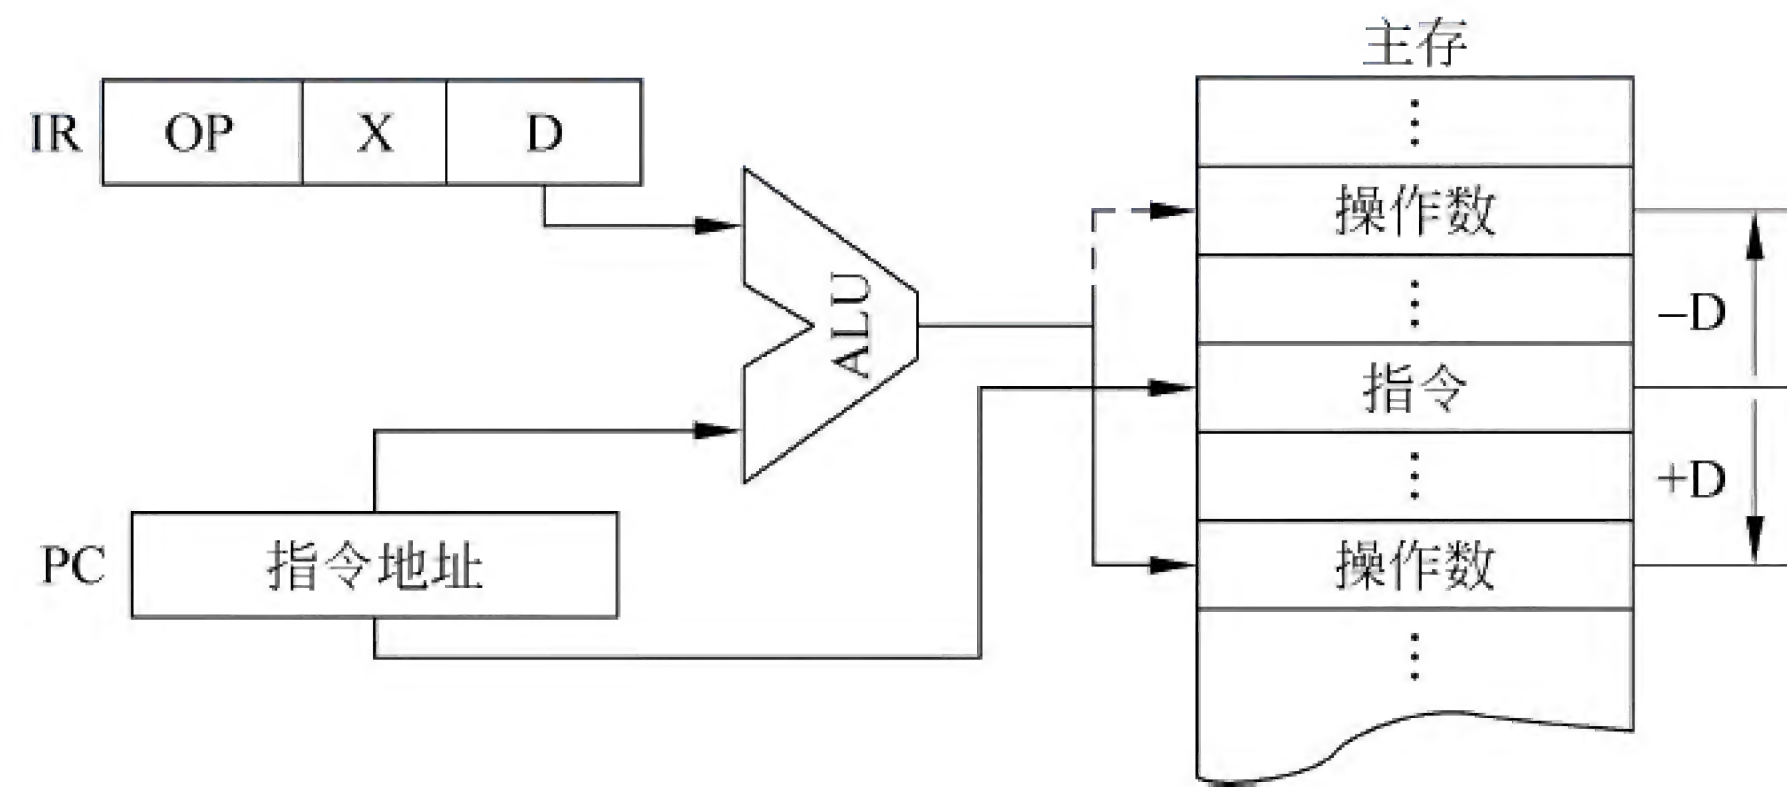 主存
IR OP X D
操作数
ALU
–D
指令
+D
PC 指令地址
操作数